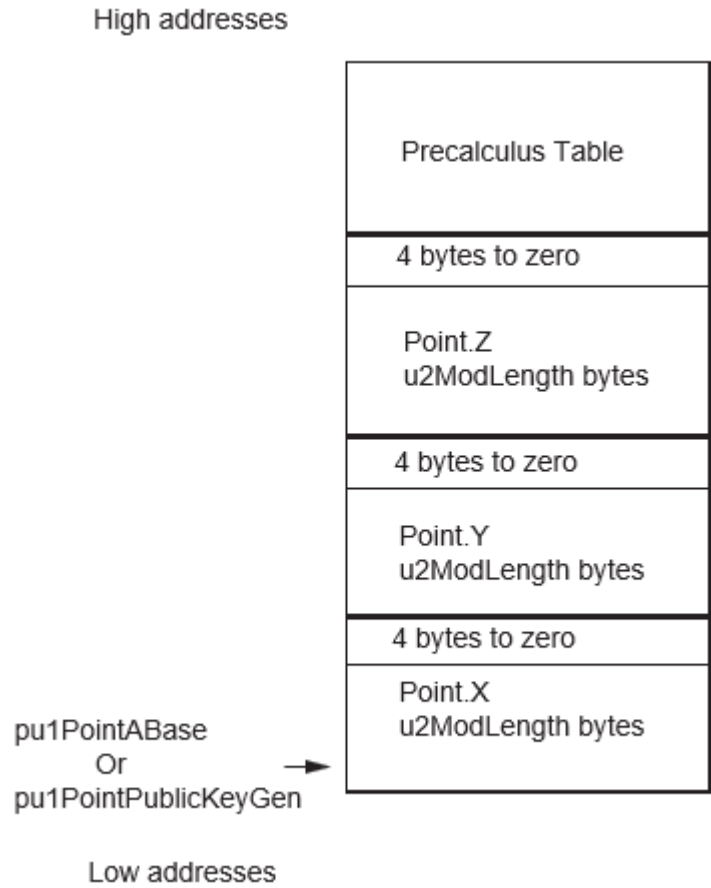 High addresses
Precalculus Table
4 bytes to zero
Point.Z
u2ModLength bytes
4 bytes to zero
Point.Y
u2ModLength bytes
4 bytes to zero
Point.X
u2ModLength bytes
pu1PointABase
Or
pu1PointPublicKeyGen
Low addresses